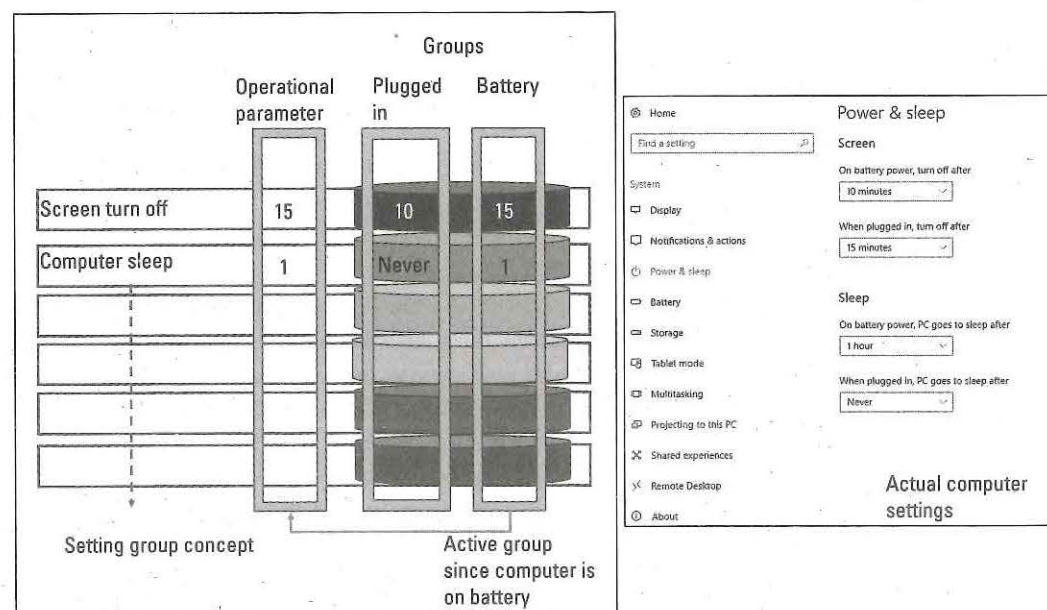 Groups
Operational parameter
Plugged in
Battery
Screen turn off 15 10 15
Computer sleep 1 Never 1
Setting group concept
Active group
since computer is
on battery
Home
Find a setting
System
Display
Notifications & actions
Power & sleep
Battery
Storage
Tablet mode
Multitasking
Projecting to this PC
Shared experiences
Remote Desktop
About
Power & sleep
Screen
On battery power, turn off after
10 minutes
When plugged in, turn off after
15 minutes
Sleep
On battery power, PC goes to sleep after
1 hour
When plugged in, PC goes to sleep after
Never
Actual computer
settings